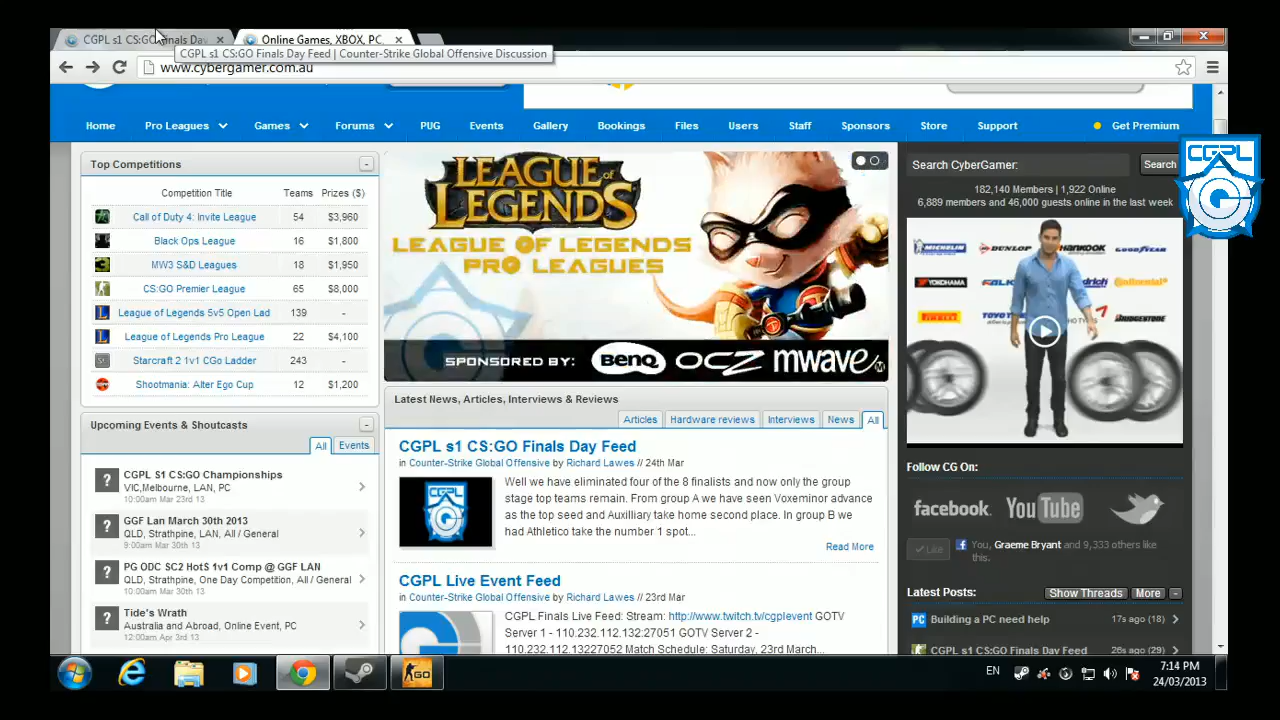 CGPL s1 CS:GO Finals Day
Online Games, XBOX, PC,
CGPL s1 CS:GO Finals Day Feed | Counter-Strike Global Offensive Discussion
www.cybergamer.com.au
Home Pro Leagues Games Forums PUG Events Gallery Bookings Files Users Staff Sponsors Store Support Get Premium
CGPL
Top Competitions
Competition Title Teams Prizes ($)
Call of Duty 4: Invite League 54 $3,960
Black Ops League 16 $1,800
MW3 S&D Leagues 18 $1,950
CS:GO Premier League 65 $8,000
League of Legends 5v5 Open Lad 139 -
League of Legends Pro League 22 $4,100
Starcraft 2 1v1 CGo Ladder 243 -
Shootmania: Alter Ego Cup 12 $1,200
Upcoming Events & Shoutcasts
All Events
CGPL S1 CS:GO Championships
VIC,Melbourne, LAN, PC
10:00am Mar 23rd 13
GGF Lan March 30th 2013
QLD, Strathpine, LAN, All / General
9:00am Mar 30th 13
PG ODC SC2 HotS 1v1 Comp @ GGF LAN
QLD, Strathpine, One Day Competition, All / General
10:00am Mar 30th 13
Tide's Wrath
Australia and Abroad, Online Event, PC
10:00am Apr 3rd 13
LEAGUE of LEGENDS
LEAGUE OF LEGENDS
PRO LEAGUES
SPONSORED BY: BenQ OCZ mwave
Latest News, Articles, Interviews & Reviews
Articles Hardware reviews Interviews News All
CGPL s1 CS:GO Finals Day Feed
in Counter-Strike Global Offensive by Richard Lawes // 24th Mar
Well we have eliminated four of the 8 finalists and now only the group
stage top teams remain. From group A we have seen Voxeminor advance
as the top seed and Auxilliary take home second place. In group B we
had Athletico take the number 1 spot...
Read More
CGPL
CGPL Live Event Feed
in Counter-Strike Global Offensive by Richard Lawes // 23rd Mar
CGPL Finals Live Feed: Stream: http://www.twitch.tv/cgplevent GOTV
Server 1 - 110.232.112.132:27051 GOTV Server 2 -
110.232.112.13227052 Match Schedule: Saturday, 23rd March...
Search CyberGamer: Search
182,140 Members | 1,922 Online
6,889 members and 46,000 guests online in the last week
MICHELIN DUNLOP HANKOOK GOODYEAR
YOKOHAMA Continental
PIRELLI BRIDGESTONE
Follow CG On:
facebook. YouTube
Like You, Graeme Bryant and 9,333 others like
this.
Latest Posts: Show Threads More -
PC Building a PC need help 17s ago (18)
CGPL s1 CS:GO Finals Day Feed 26s ago (29)
GO
EN
7:14 PM
24/03/2013